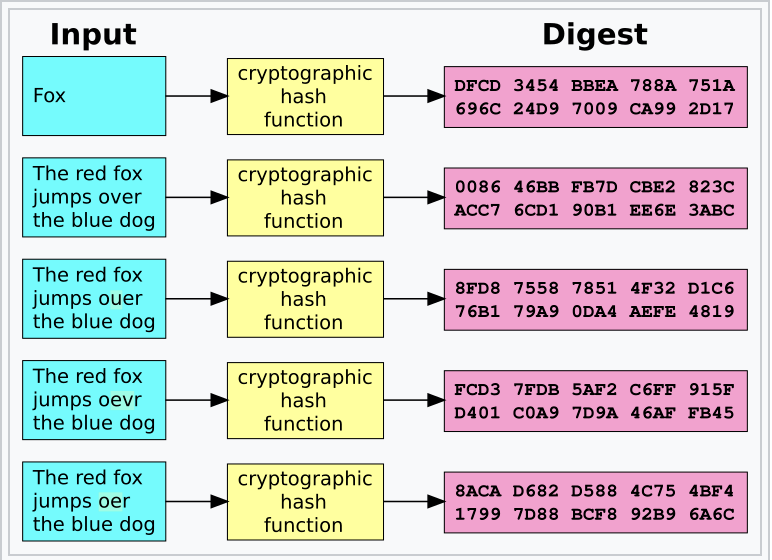 Input
Digest
Fox
cryptographic
hash
function
DFCD 3454 BBEA 788A 751A
696C 24D9 7009 CA99 2D17
The red fox
jumps over
the blue dog
cryptographic
hash
function
0086 46BB FB7D CBE2 823C
ACC7 6CD1 90B1 EE6E 3ABC
The red fox
jumps ouer
the blue dog
cryptographic
hash
function
8FD8 7558 7851 4F32 D1C6
76B1 79A9 0DA4 AEFE 4819
The red fox
jumps oevr
the blue dog
cryptographic
hash
function
FCD3 7FDB 5AF2 C6FF 915F
D401 C0A9 7D9A 46AF FB45
The red fox
jumps oer
the blue dog
cryptographic
hash
function
8ACA D682 D588 4C75 4BF4
1799 7D88 BCF8 92B9 6A6C